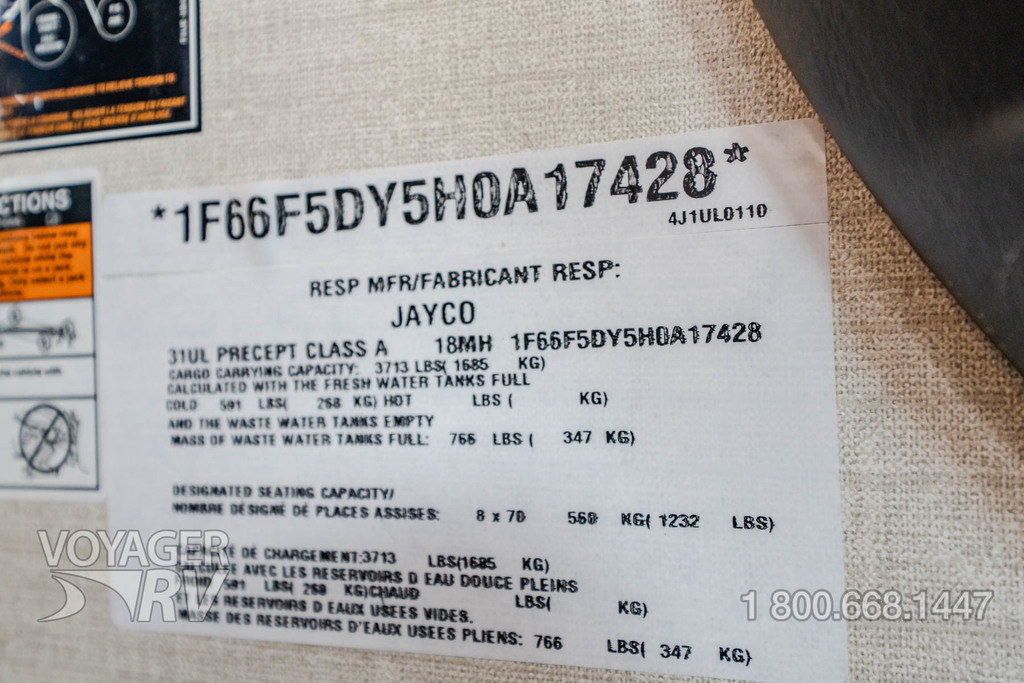 CTIONS
*1F66F5DY5H0A17428*
4J1UL0110
RESP MFR/FABRICANT RESP:
JAYCO
31UL PRECEPT CLASS A 18MH 1F66F5DY5H0A17428
CARGO CARRYING CAPACITY: 3713 LBS( 1685 KG)
CALCULATED WITH THE FRESH WATER TANKS FULL
COLD 591 LBS( 268 KG) HOT LBS ( KG)
AND THE WASTE WATER TANKS EMPTY
MASS OF WASTE WATER TANKS FULL: 766 LBS ( 347 KG)
DESIGNATED SEATING CAPACITY/
NOMBRE DÉSIGNÉ DE PLACES ASSISES: 8 x 70 560 KG( 1232 LBS)
DE CHARGEMENT:3713 LBS(1685 KG)
AVEC LES RESERVOIRS D EAU DOUCE PLEINS
591 LBS( 268 KG)CHAUD LBS( KG)
RESERVOIRS D EAUX USEES VIDES.
DES RESERVOIRS D'EAUX USEES PLIENS: 766 LBS( 347 KG)
VOYAGER
RV
1 800.668.1447